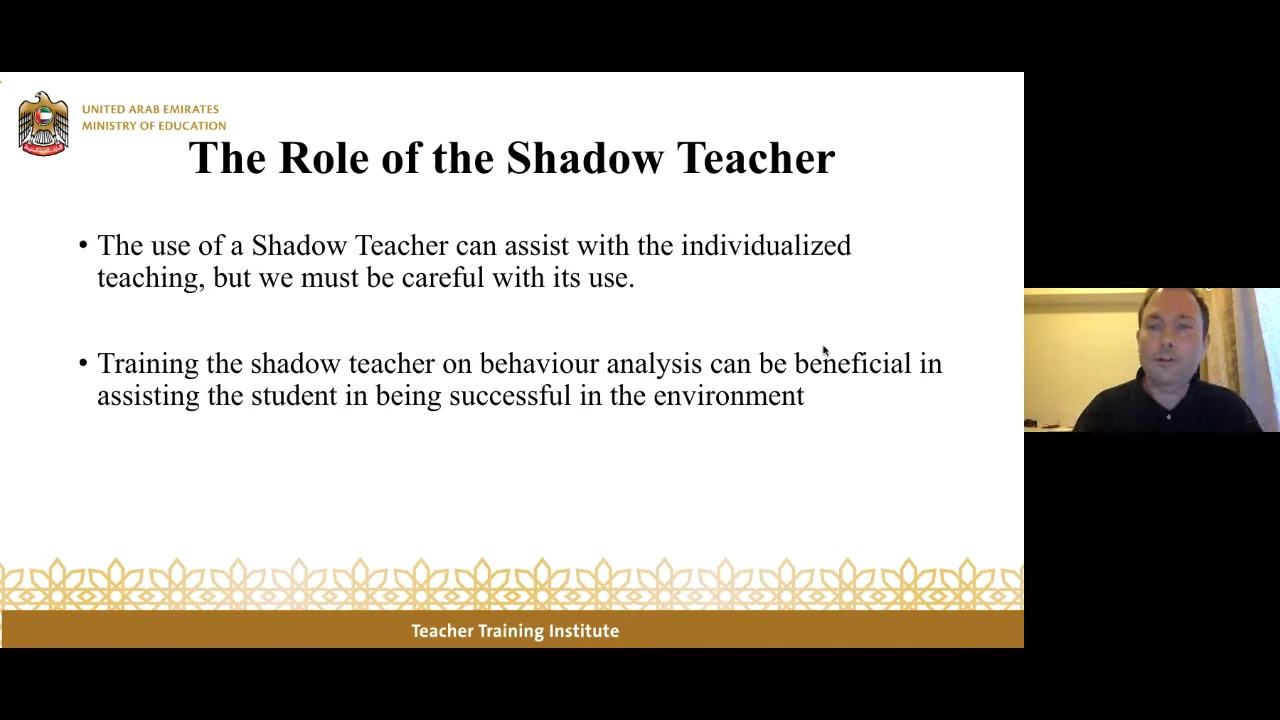 UNITED ARAB EMIRATES
MINISTRY OF EDUCATION
The Role of the Shadow Teacher
• The use of a Shadow Teacher can assist with the individualized
teaching, but we must be careful with its use.
• Training the shadow teacher on behaviour analysis can be beneficial in
assisting the student in being successful in the environment
Teacher Training Institute